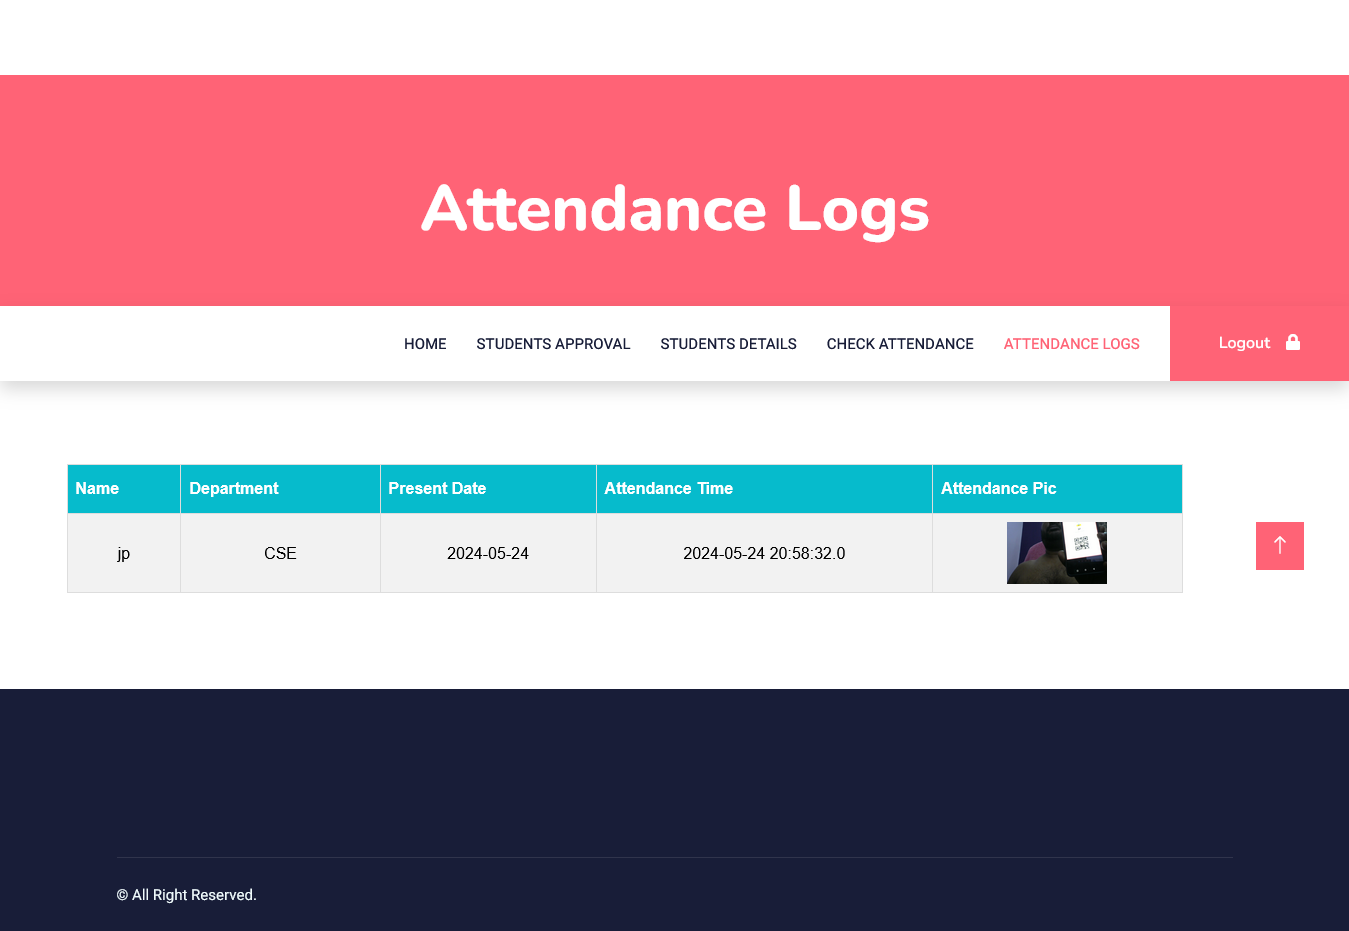 Attendance Logs
HOME STUDENTS APPROVAL STUDENTS DETAILS CHECK ATTENDANCE ATTENDANCE LOGS Logout
Name Department Present Date Attendance Time Attendance Pic
jp CSE 2024-05-24 2024-05-24 20:58:32.0
© All Right Reserved.